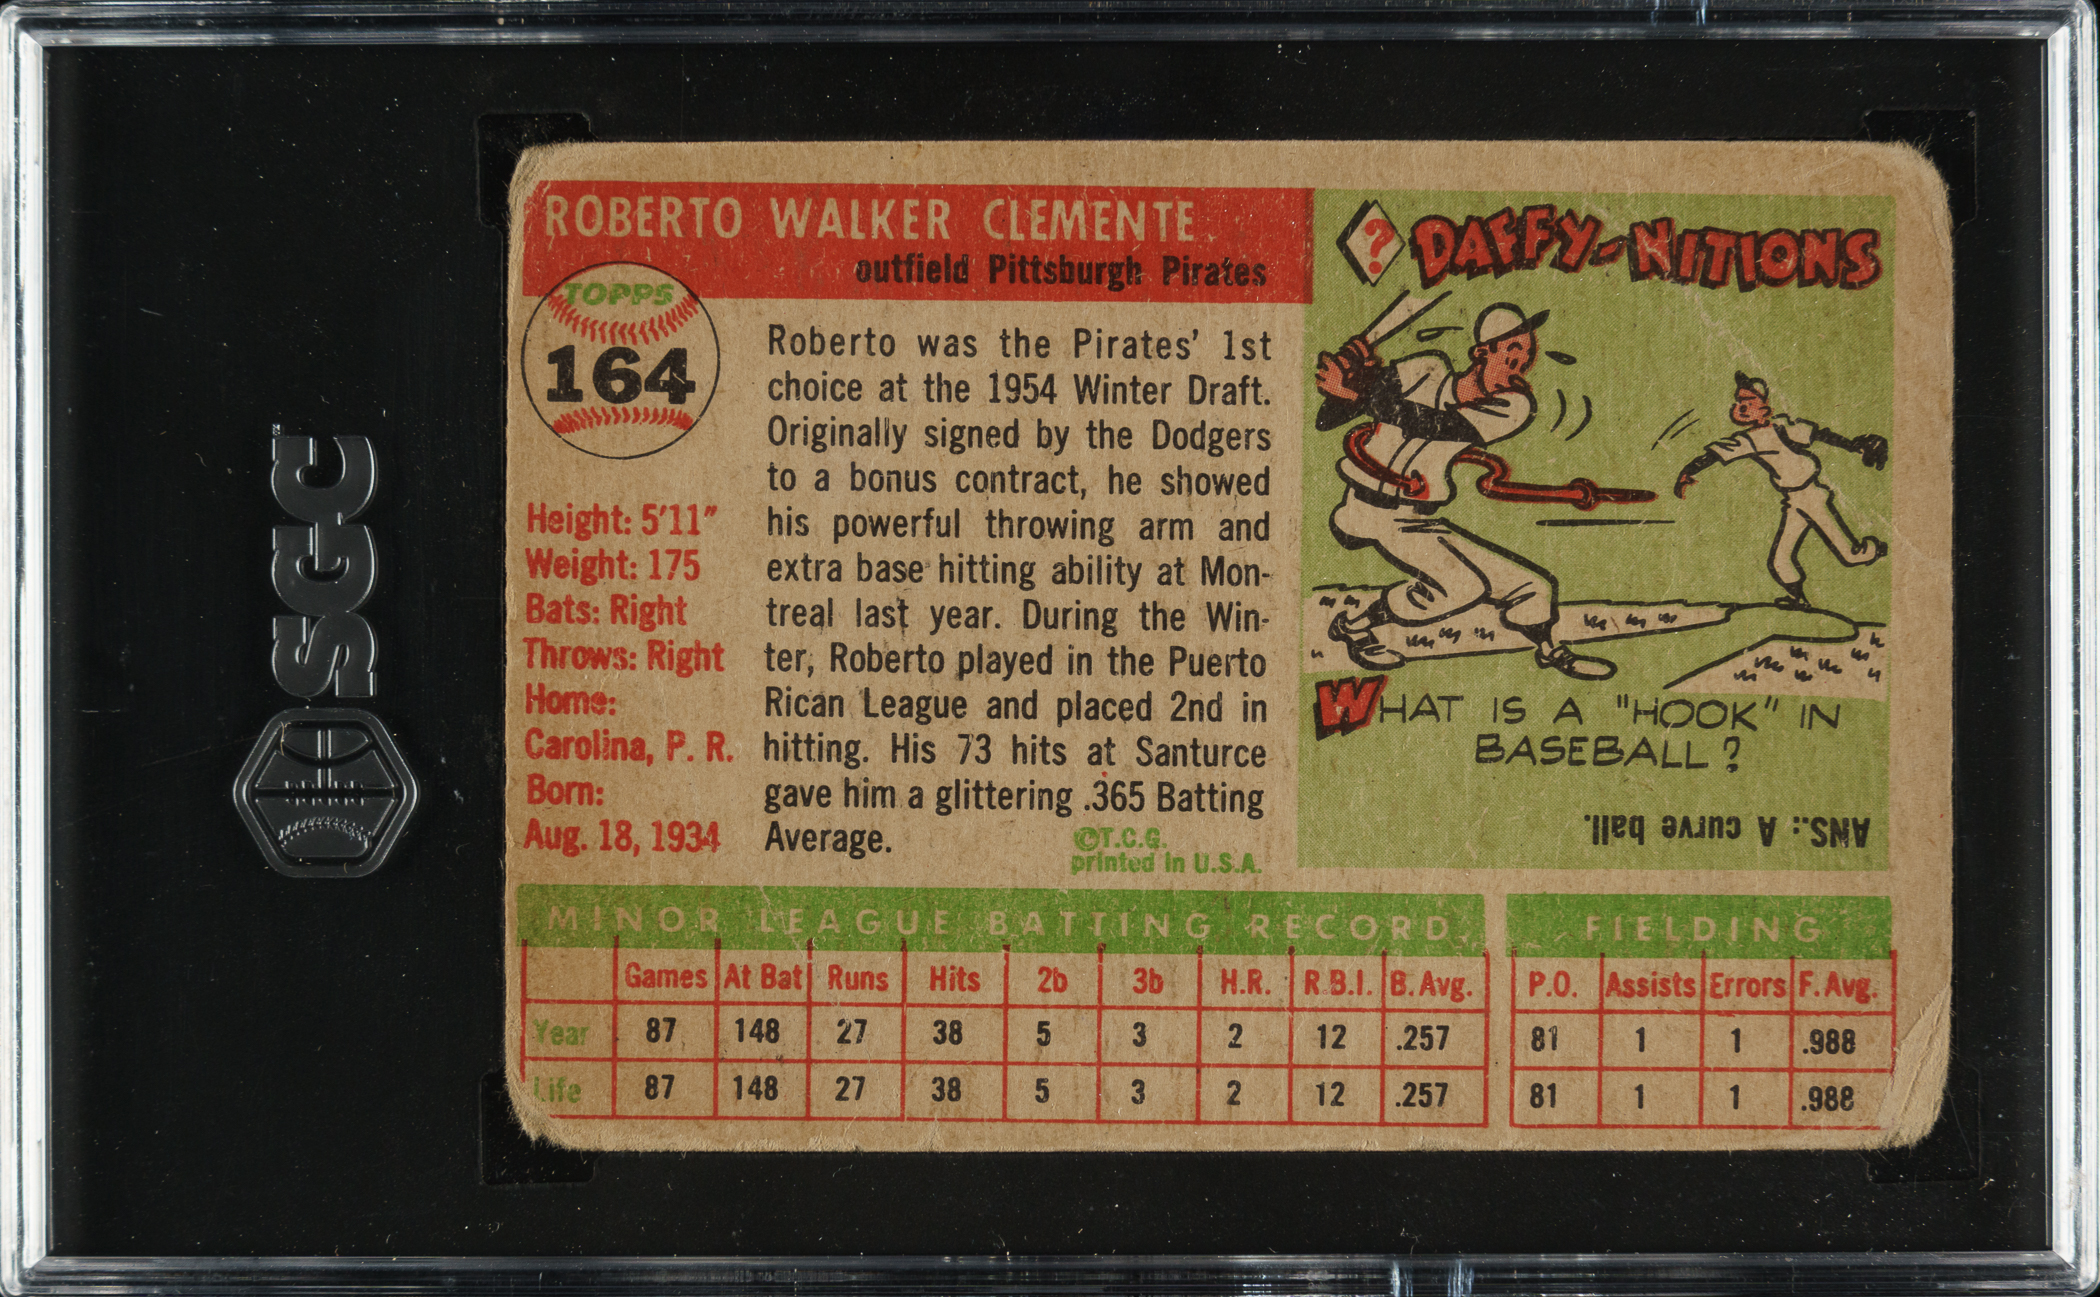 SGC
ROBERTO WALKER CLEMENTE
outfield Pittsburgh Pirates
TOPPS
164
Height: 5'11"
Weight: 175
Bats: Right
Throws: Right
Home:
Carolina, P. R.
Born:
Aug. 18, 1934
Roberto was the Pirates' 1st
choice at the 1954 Winter Draft.
Originally signed by the Dodgers
to a bonus contract, he showed
his powerful throwing arm and
extra base hitting ability at Mon-
treal last year. During the Win-
ter, Roberto played in the Puerto
Rican League and placed 2nd in
hitting. His 73 hits at Santurce
gave him a glittering .365 Batting
Average.
©T.C.G.
printed in U.S.A.
? DAFFY-NITIONS
WHAT IS A "HOOK" IN
BASEBALL?
ANS.: A curve ball.
MINOR LEAGUE BATTING RECORD
Games At Bat Runs Hits 2b 3b H.R. R.B.I. B. Avg.
Year 87 148 27 38 5 3 2 12 .257
Life 87 148 27 38 5 3 2 12 .257
FIELDING
P.O. Assists Errors F. Avg.
81 1 1 .988
81 1 1 .988